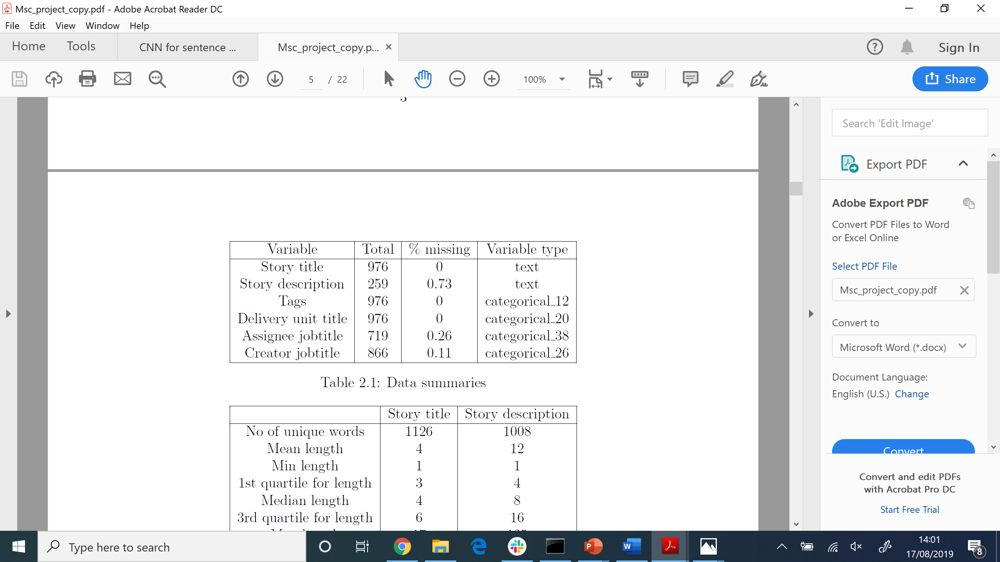 Msc_project_copy.pdf - Adobe Acrobat Reader DC
File Edit View Window Help
Home Tools CNN for sentence ... Msc_project_copy.p... Sign In
5 / 22 100% Share
3
Search 'Edit Image'
Export PDF
Adobe Export PDF
Convert PDF Files to Word
or Excel Online
Select PDF File
Msc_project_copy.pdf
Convert to
Microsoft Word (*.docx)
Document Language:
English (U.S.) Change
Convert
Convert and edit PDFs
with Acrobat Pro DC
Start Free Trial
Variable Total % missing Variable type
Story title 976 0 text
Story description 259 0.73 text
Tags 976 0 categorical_12
Delivery unit title 976 0 categorical_20
Assignee jobtitle 719 0.26 categorical_38
Creator jobtitle 866 0.11 categorical_26
Table 2.1: Data summaries
Story title Story description
No of unique words 1126 1008
Mean length 4 12
Min length 1 1
1st quartile for length 3 4
Median length 4 8
3rd quartile for length 6 16
Type here to search
14:01
17/08/2019
8